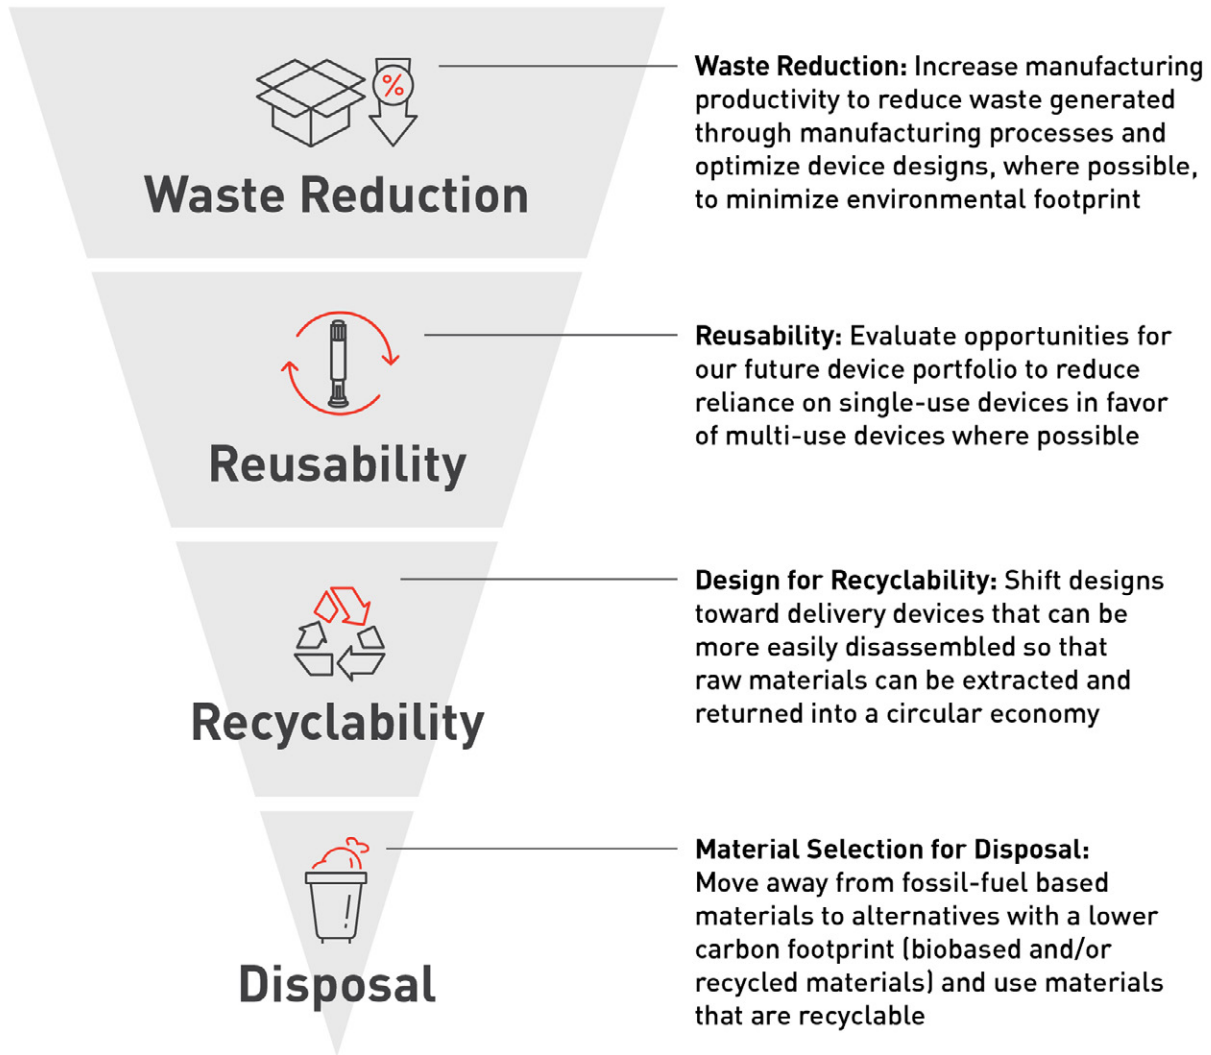 %
Waste Reduction
Waste Reduction: Increase manufacturing
productivity to reduce waste generated
through manufacturing processes and
optimize device designs, where possible,
to minimize environmental footprint
Reusability
Reusability: Evaluate opportunities for
our future device portfolio to reduce
reliance on single-use devices in favor
of multi-use devices where possible
Recyclability
Design for Recyclability: Shift designs
toward delivery devices that can be
more easily disassembled so that
raw materials can be extracted and
returned into a circular economy
Disposal
Material Selection for Disposal:
Move away from fossil-fuel based
materials to alternatives with a lower
carbon footprint (biobased and/or
recycled materials) and use materials
that are recyclable